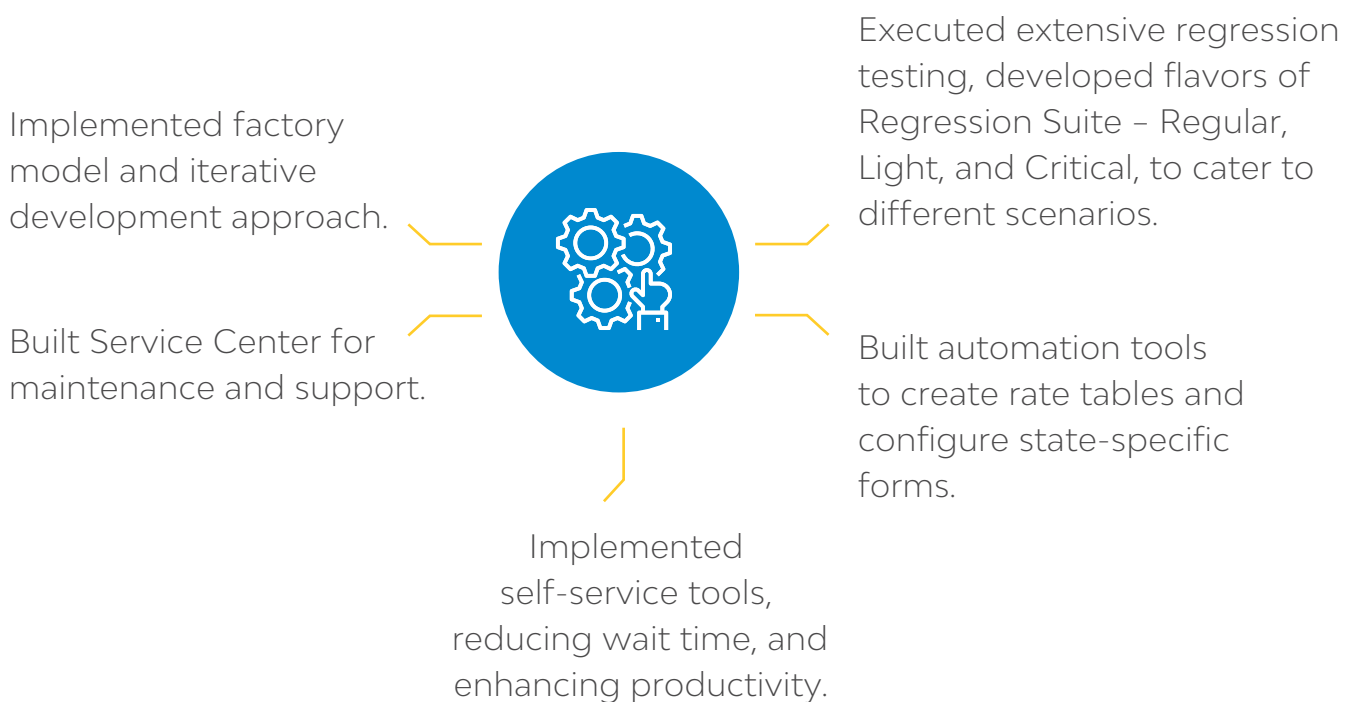 Implemented factory
model and iterative
development approach.
Built Service Center for
maintenance and support.
Executed extensive regression
testing, developed flavors of
Regression Suite – Regular,
Light, and Critical, to cater to
different scenarios.
Built automation tools
to create rate tables and
configure state-specific
forms.
Implemented
self-service tools,
reducing wait time, and
enhancing productivity.